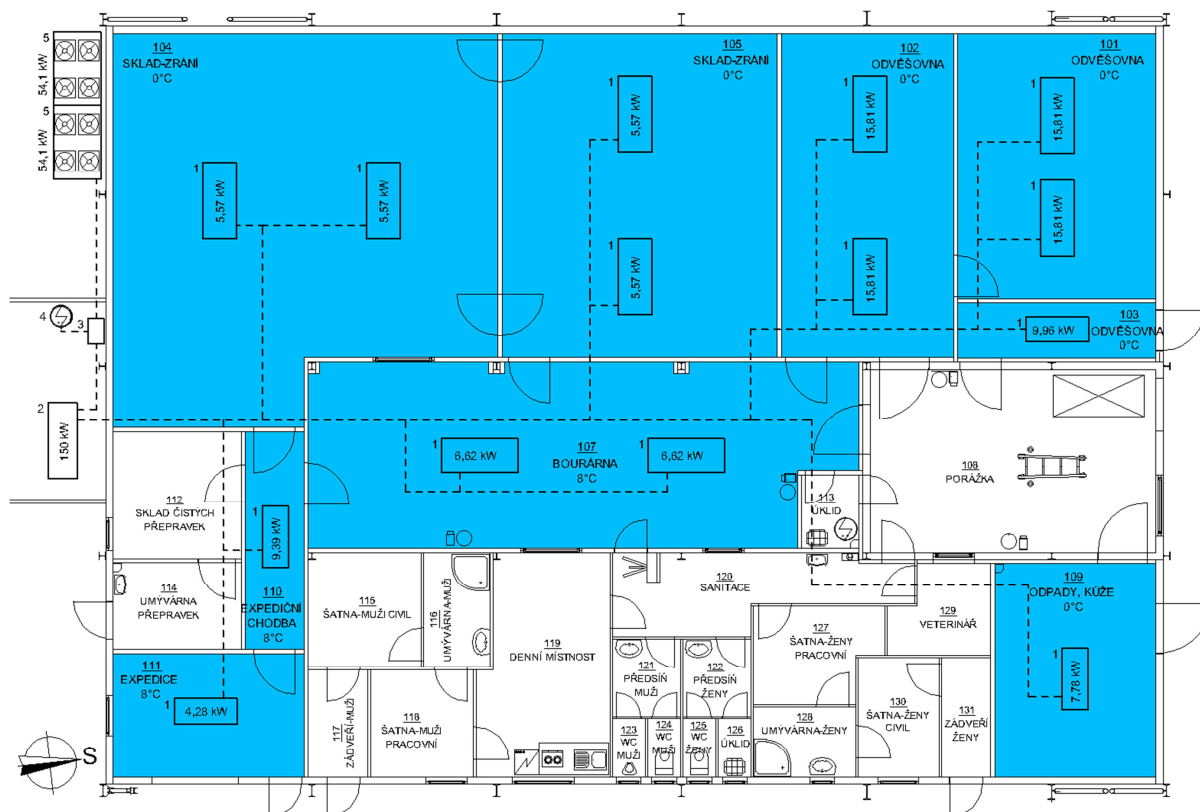 104
SKLAD-ZRÁNÍ
0°C
105
SKLAD-ZRÁNÍ
0°C
102
ODVĚŠOVNA
0°C
101
ODVĚŠOVNA
0°C
5
54,1 kW
5
54,1 kW
1
5,57 kW
1
15,81 kW
1
15,81 kW
1
5,57 kW
1
5,57 kW
1
15,81 kW
1
5,57 kW
1
15,81 kW
4
3
1
9,96 kW
103
ODVĚŠOVNA
0°C
2
150 kW
1
6,62 kW
107
BOURÁRNA
8°C
1
6,62 kW
108
PORÁŽKA
112
SKLAD ČISTÝCH
PŘEPRAVEK
1
9,39 kW
113
ÚKLID
114
UMÝVÁRNA
PŘEPRAVEK
110
EXPEDIČNÍ
CHODBA
8°C
115
ŠATNA-MUŽI CIVIL
116
UMÝVÁRNA-MUŽI
120
SANITACE
109
ODPADY, KŮŽE
0°C
129
VETERINÁŘ
119
DENNÍ MÍSTNOST
127
ŠATNA-ŽENY
PRACOVNÍ
111
EXPEDICE
8°C
1
4,28 kW
121
PŘEDSÍŇ
MUŽI
122
PŘEDSÍŇ
ŽENY
1
7,78 kW
117
ZÁDVEŘÍ-MUŽI
118
ŠATNA-MUŽI
PRACOVNÍ
130
ŠATNA-ŽENY
CIVIL
131
ZÁDVEŘÍ
ŽENY
123
WC
MUŽI
124
WC
MUŽI
125
WC
ŽENY
126
ÚKLID
128
UMÝVÁRNA-ŽENY
S